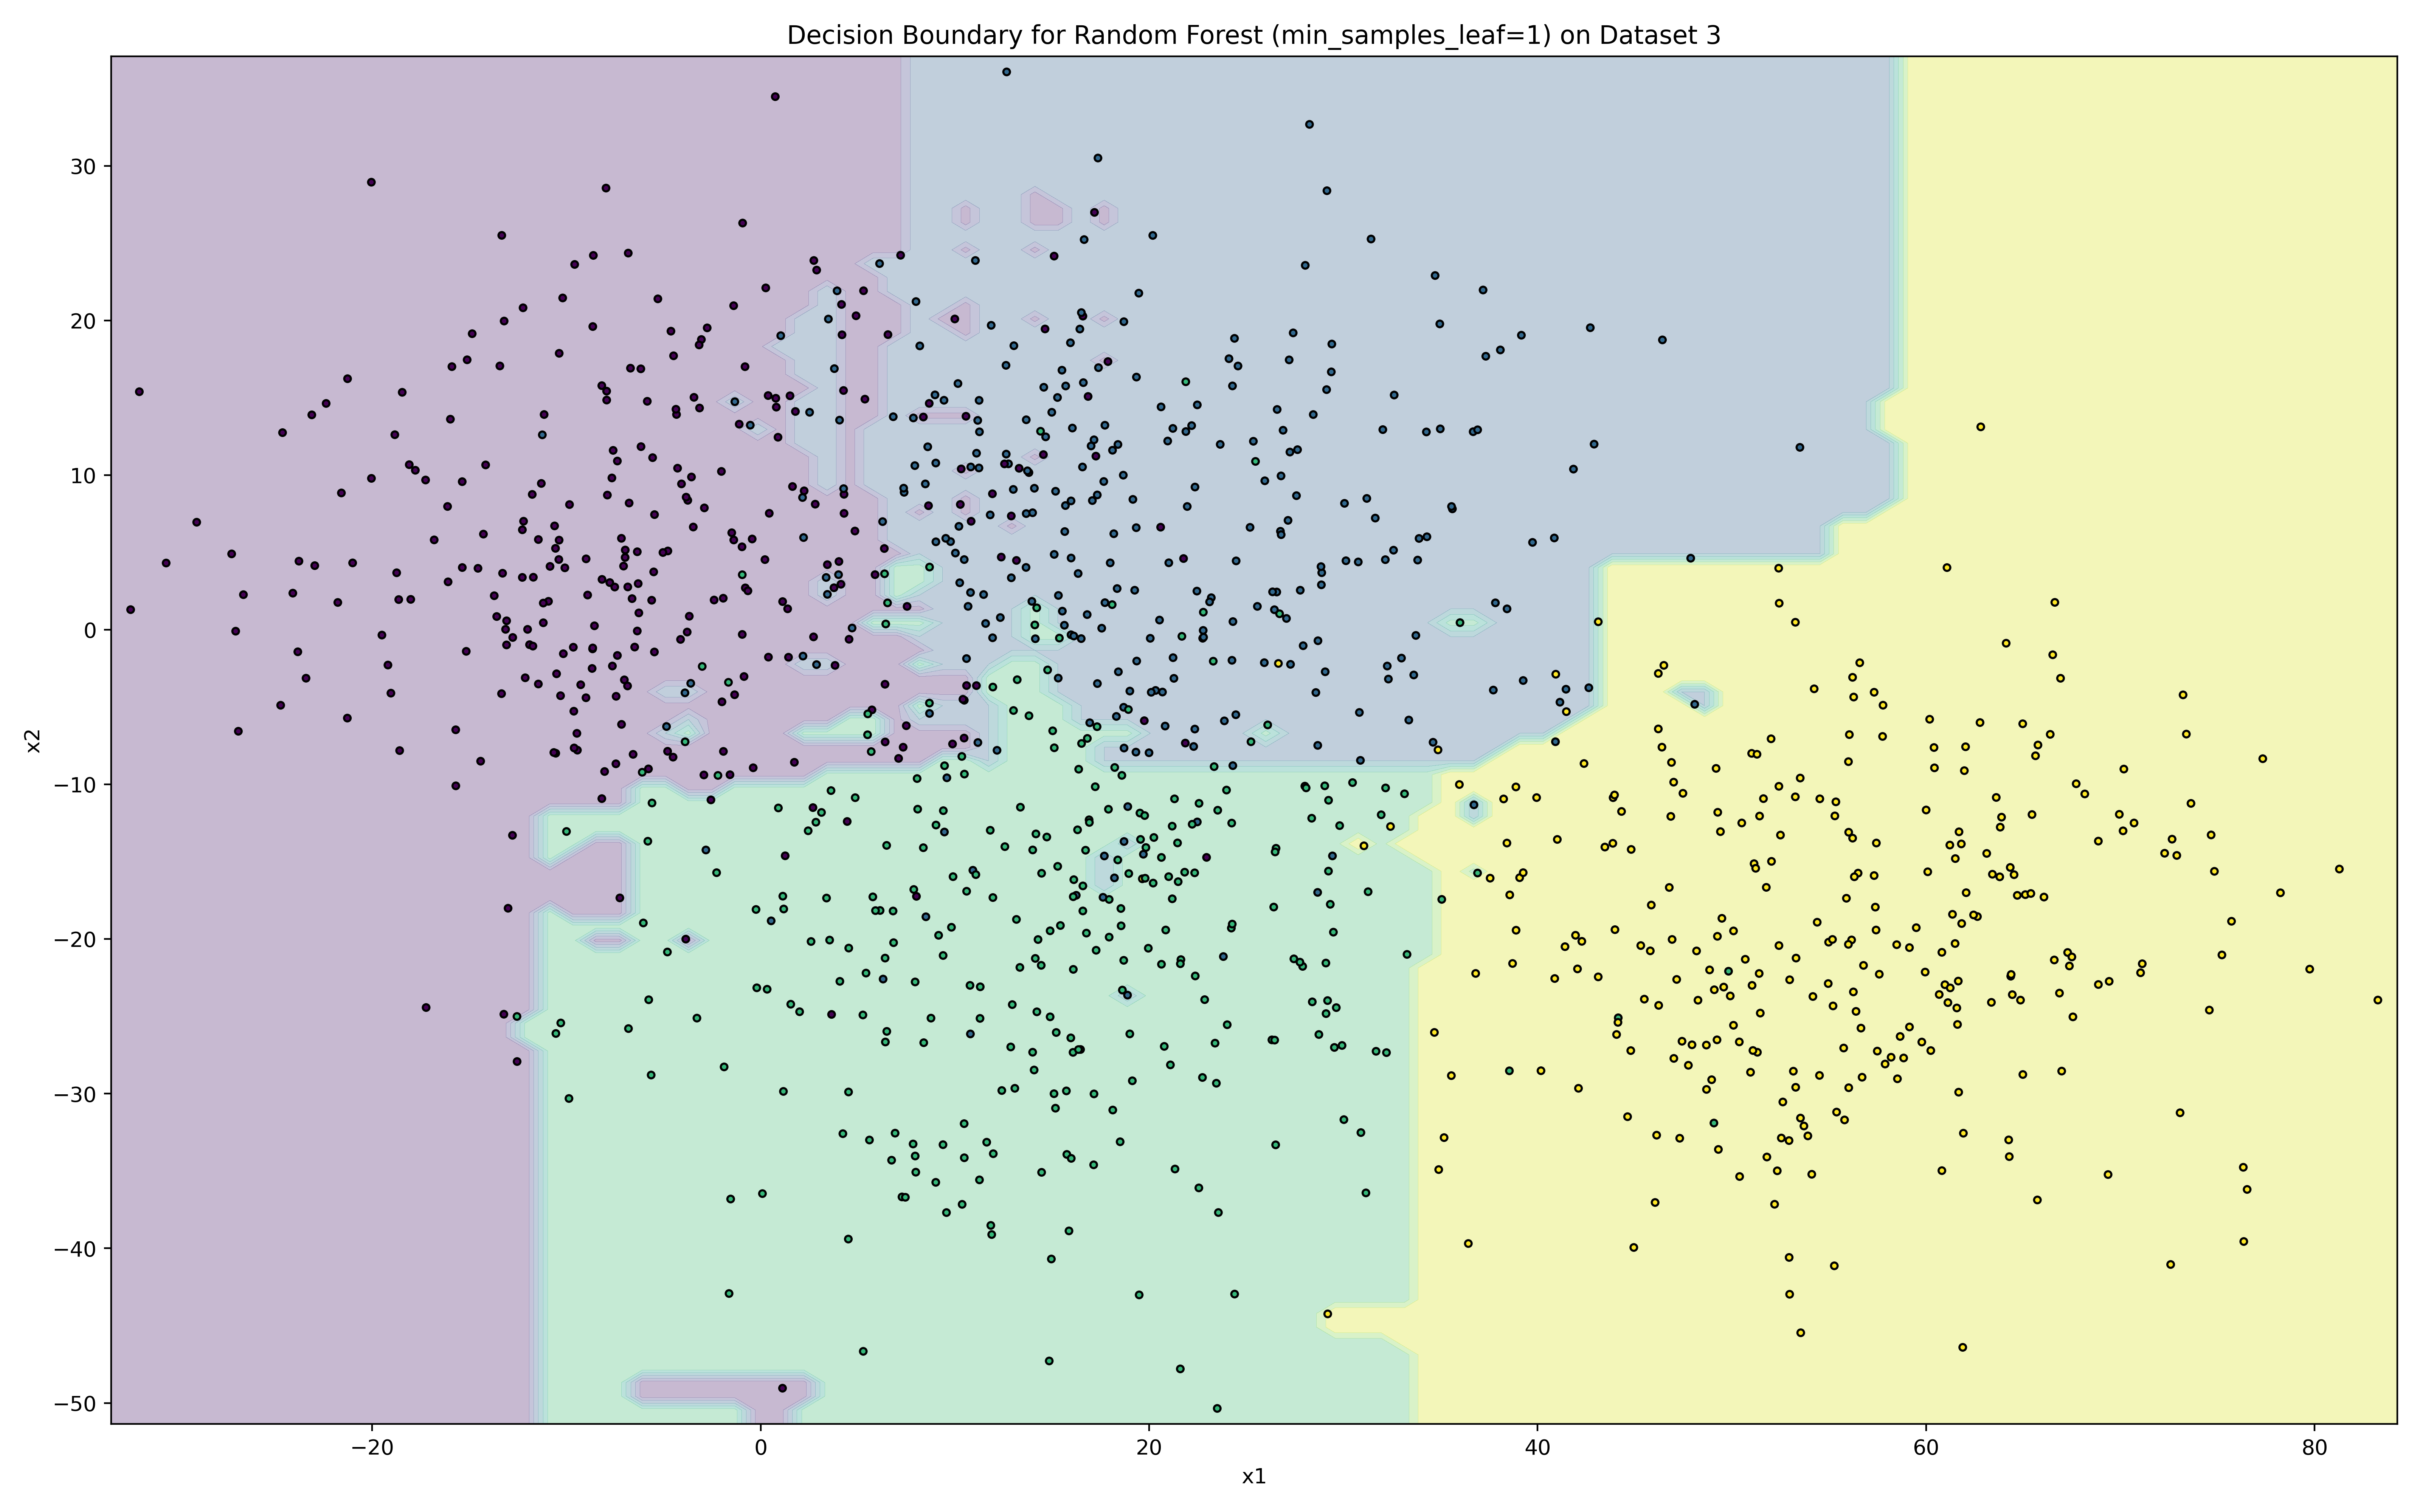 Decision Boundary for Random Forest (min_samples_leaf=1) on Dataset 3
30
20
10
0
−10
−20
−30
−40
−50
x2
−20 0 20 40 60 80
x1